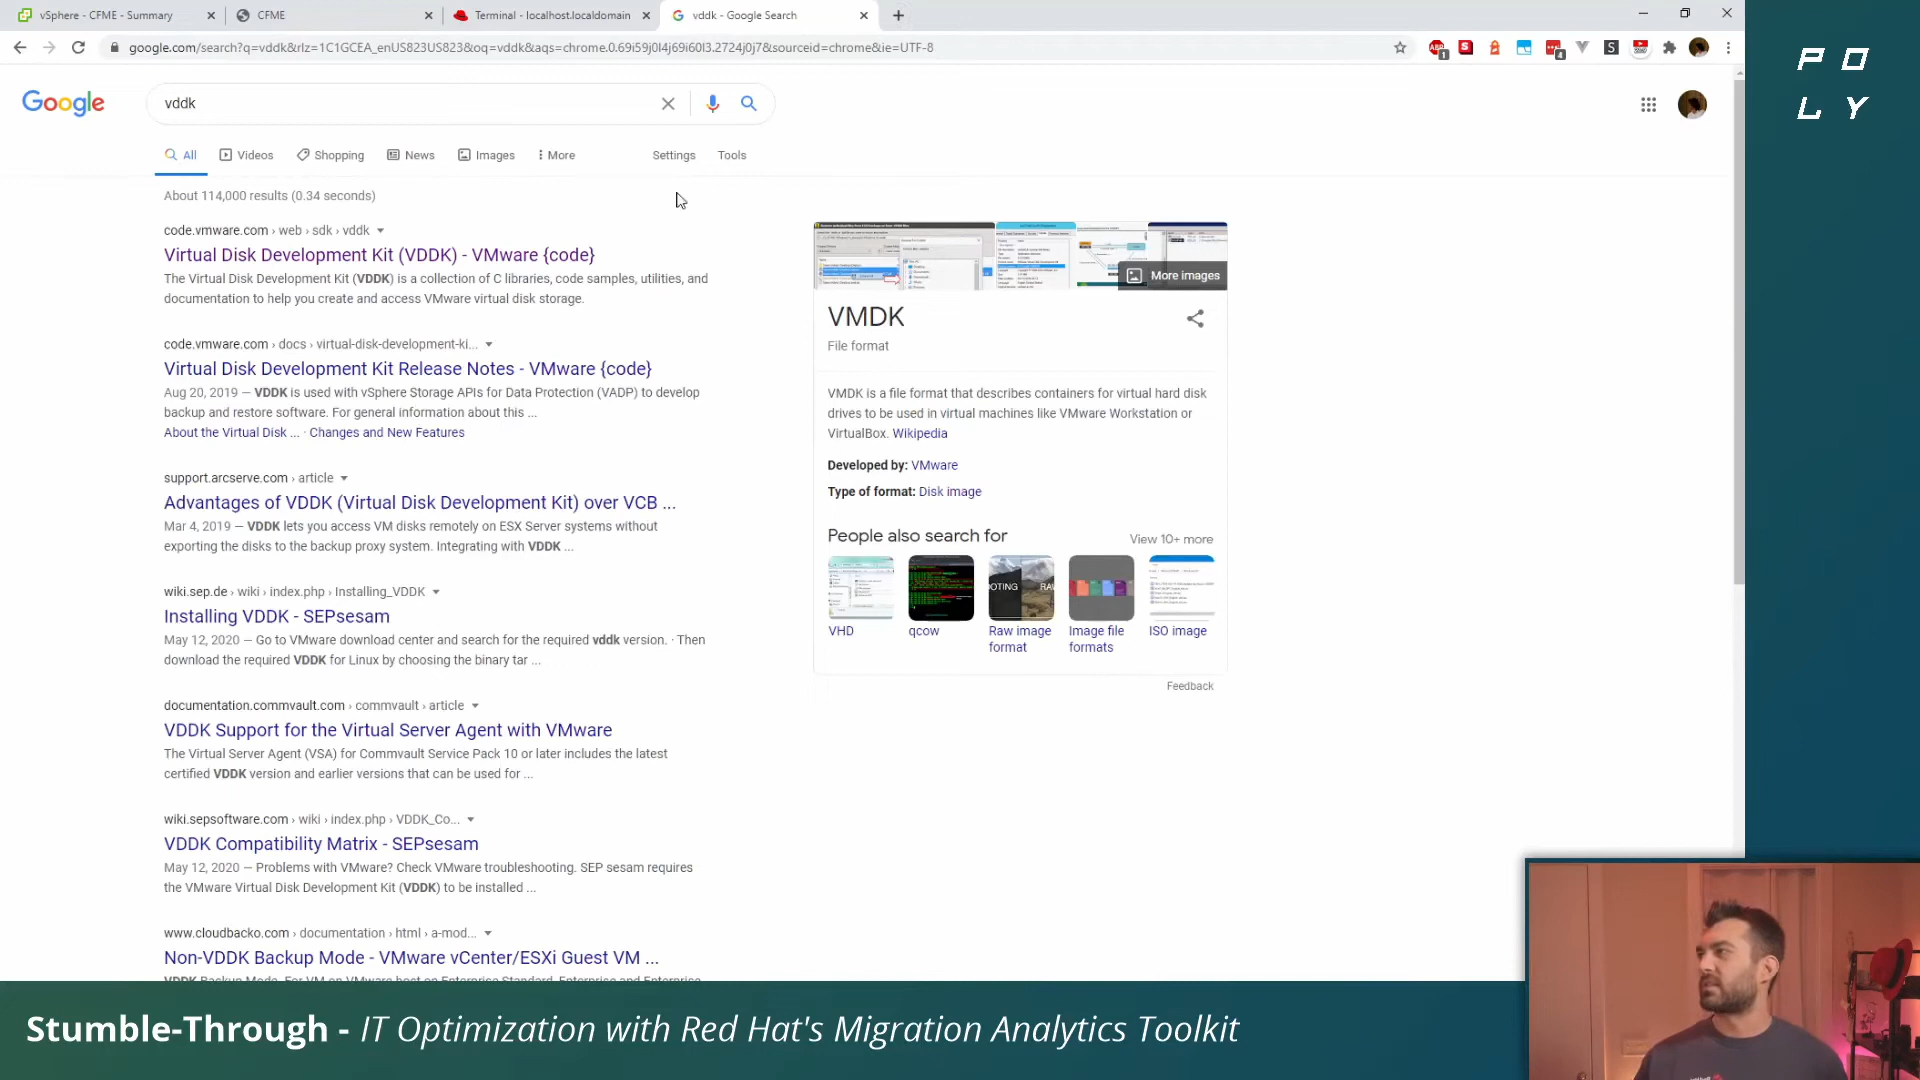 vSphere - CFME - Summary
CFME
Terminal - localhost.localdomain
vddk - Google Search
google.com/search?q=vddk&rlz=1C1GCEA_enUS823US823&oq=vddk&aqs=chrome.0.69i59j0l4j69i60l3.2724j0j7&sourceid=chrome&ie=UTF-8
PO
LY
Google
vddk
All
Videos
Shopping
News
Images
More
Settings
Tools
About 114,000 results (0.34 seconds)
code.vmware.com › web › sdk › vddk
Virtual Disk Development Kit (VDDK) - VMware {code}
The Virtual Disk Development Kit (VDDK) is a collection of C libraries, code samples, utilities, and
documentation to help you create and access VMware virtual disk storage.
code.vmware.com › docs › virtual-disk-development-ki...
Virtual Disk Development Kit Release Notes - VMware {code}
Aug 20, 2019 — VDDK is used with vSphere Storage APIs for Data Protection (VADP) to develop
backup and restore software. For general information about this ...
About the Virtual Disk ... · Changes and New Features
support.arcserve.com › article
Advantages of VDDK (Virtual Disk Development Kit) over VCB ...
Mar 4, 2019 — VDDK lets you access VM disks remotely on ESX Server systems without
exporting the disks to the backup proxy system. Integrating with VDDK ...
wiki.sep.de › wiki › index.php › Installing_VDDK
Installing VDDK - SEPsesam
May 12, 2020 — Go to VMware download center and search for the required vddk version. · Then
download the required VDDK for Linux by choosing the binary tar ...
documentation.commvault.com › commvault › article
VDDK Support for the Virtual Server Agent with VMware
The Virtual Server Agent (VSA) for Commvault Service Pack 10 or later includes the latest
certified VDDK version and earlier versions that can be used for ...
wiki.sepsoftware.com › wiki › index.php › VDDK_Co...
VDDK Compatibility Matrix - SEPsesam
May 12, 2020 — Problems with VMware? Check VMware troubleshooting. SEP sesam requires
the VMware Virtual Disk Development Kit (VDDK) to be installed ...
www.cloudbacko.com › documentation › html › a-mod...
Non-VDDK Backup Mode - VMware vCenter/ESXi Guest VM ...
More images
VMDK
File format
VMDK is a file format that describes containers for virtual hard disk
drives to be used in virtual machines like VMware Workstation or
VirtualBox. Wikipedia
Developed by: VMware
Type of format: Disk image
People also search for
View 10+ more
VHD
qcow
Raw image
format
Image file
formats
ISO image
Feedback
Stumble-Through - IT Optimization with Red Hat's Migration Analytics Toolkit